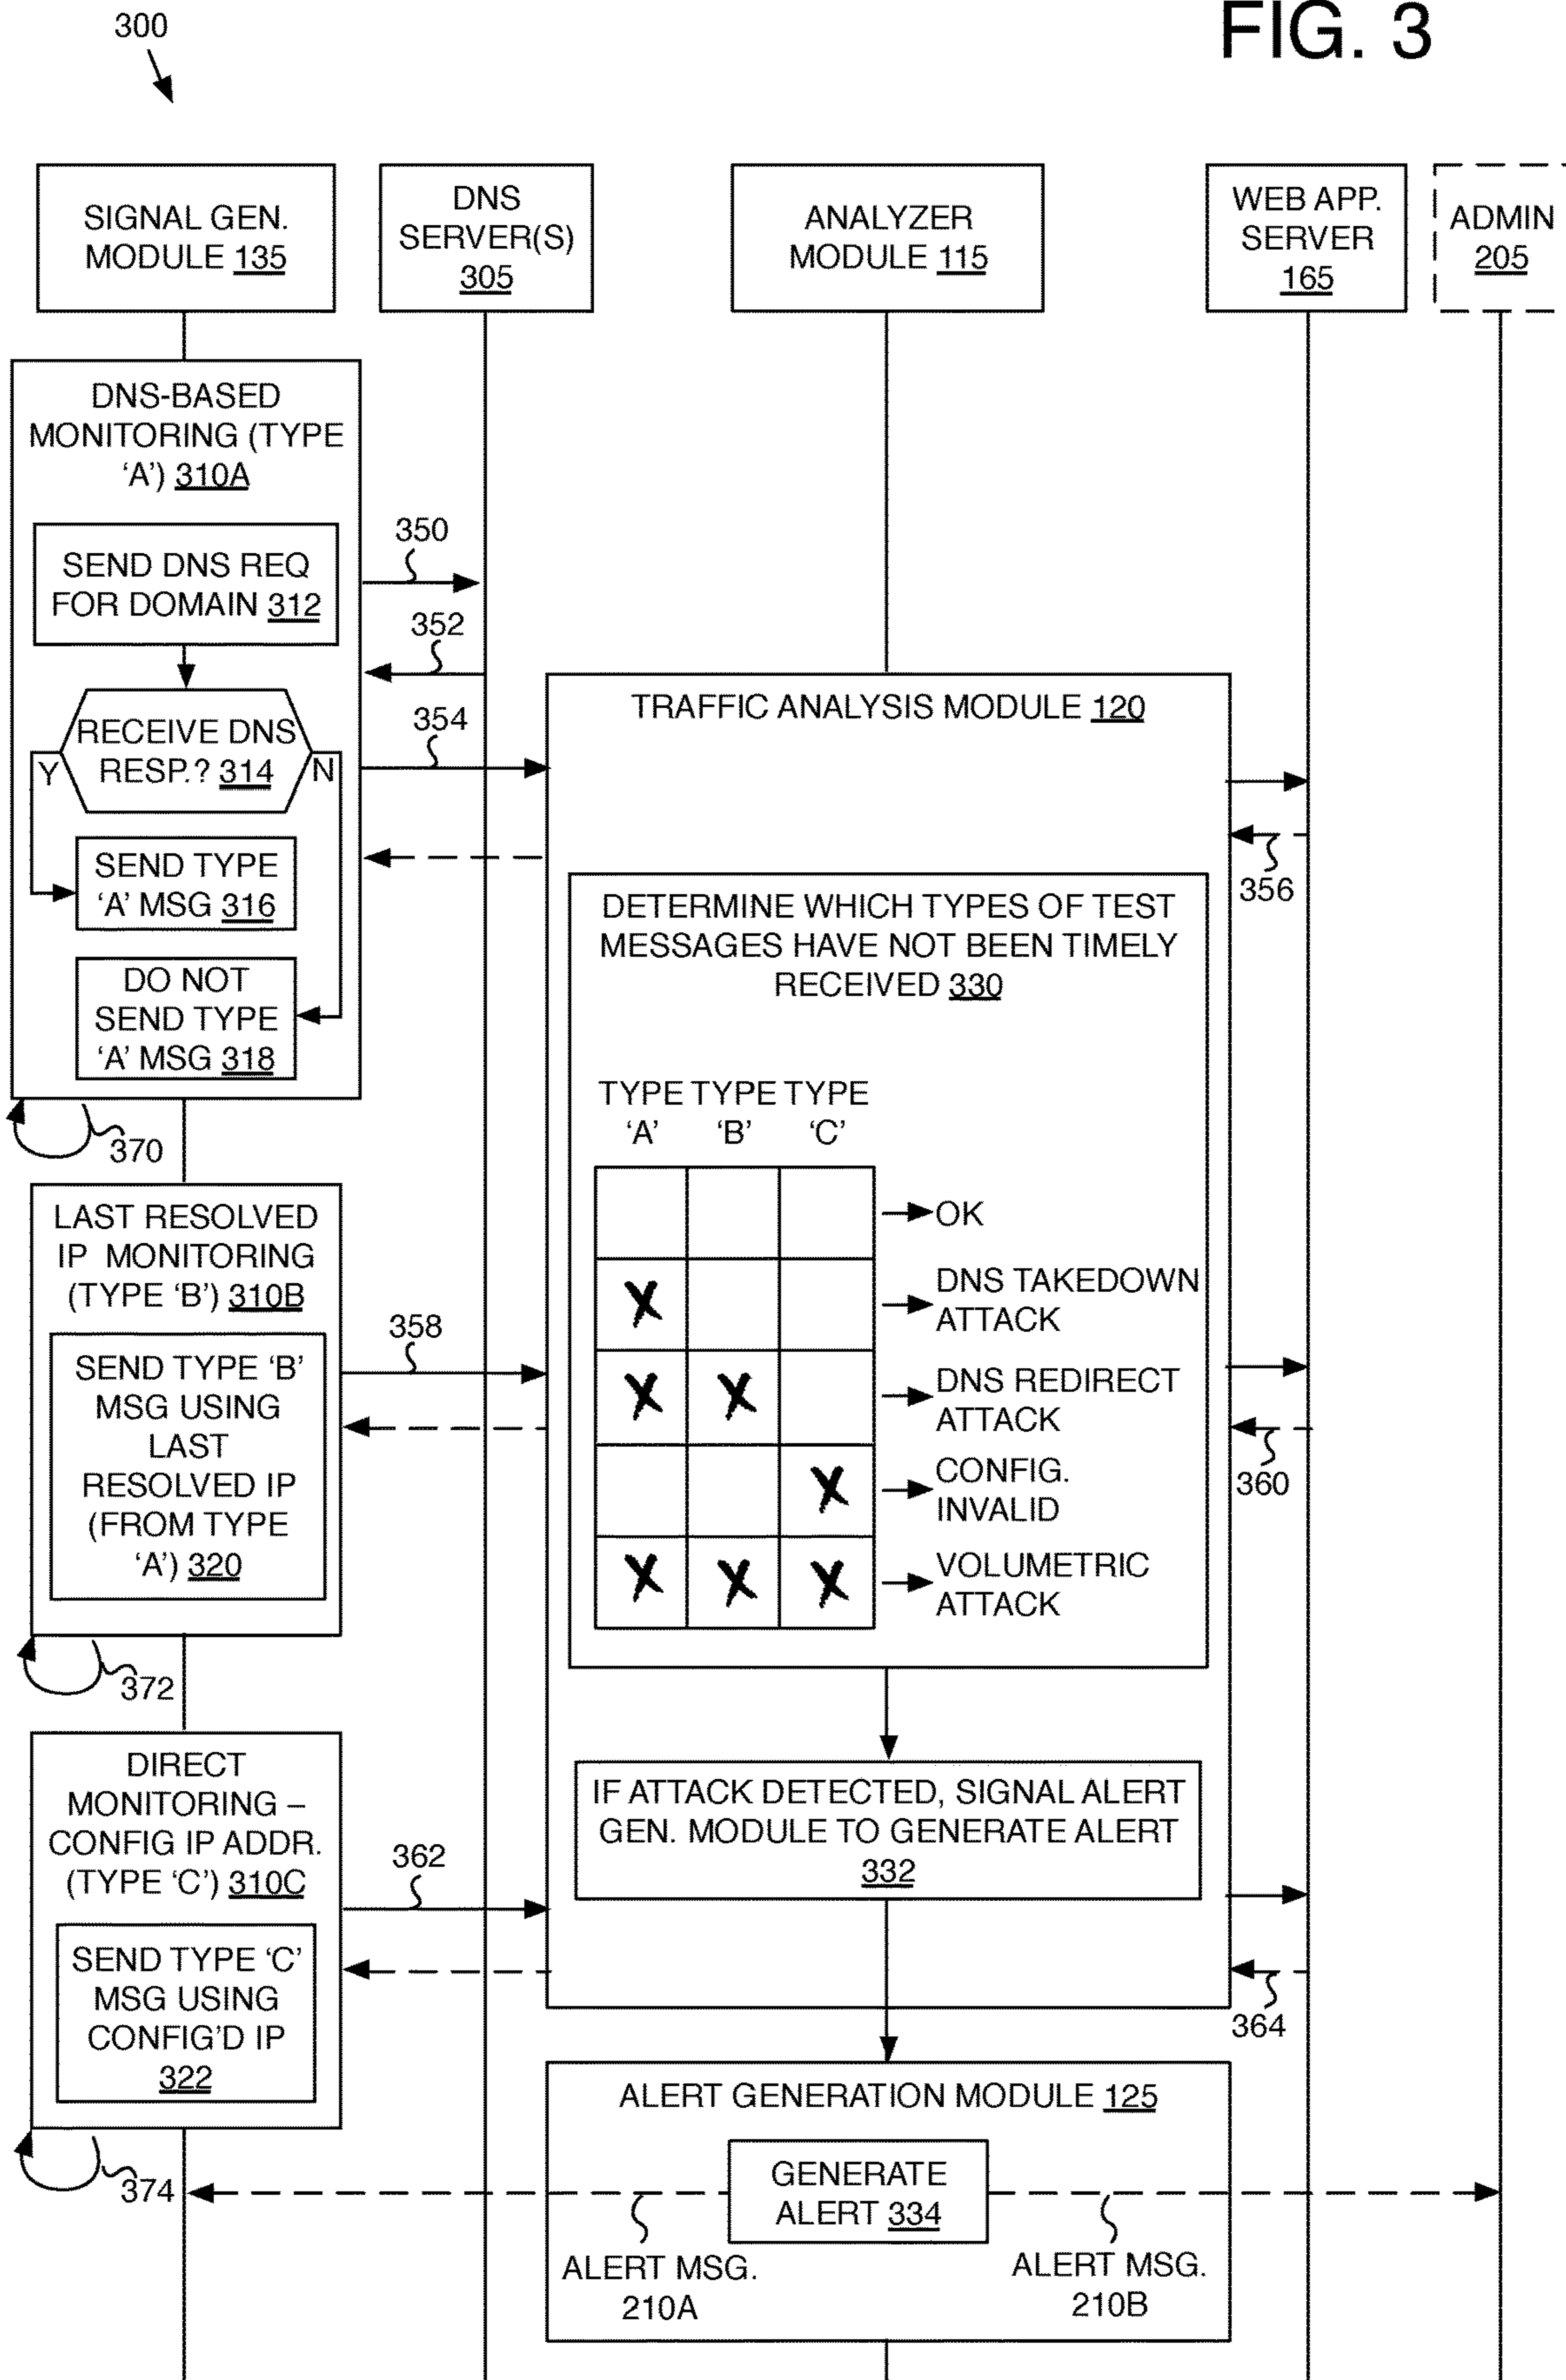 FIG. 3
300
SIGNAL GEN.
MODULE 135
DNS
SERVER(S)
305
ANALYZER
MODULE 115
WEB APP.
SERVER
165
ADMIN
205
DNS-BASED
MONITORING (TYPE
‘A’) 310A
SEND DNS REQ
FOR DOMAIN 312
350
352
RECEIVE DNS
RESP.? 314
Y
N
354
SEND TYPE
‘A’ MSG 316
DO NOT
SEND TYPE
‘A’ MSG 318
370
TRAFFIC ANALYSIS MODULE 120
356
DETERMINE WHICH TYPES OF TEST
MESSAGES HAVE NOT BEEN TIMELY
RECEIVED 330
TYPE TYPE TYPE
‘A’ ‘B’ ‘C’
OK
X
DNS TAKEDOWN
ATTACK
X X
DNS REDIRECT
ATTACK
X
CONFIG.
INVALID
X X X
VOLUMETRIC
ATTACK
LAST RESOLVED
IP MONITORING
(TYPE ‘B’) 310B
SEND TYPE ‘B’
MSG USING
LAST
RESOLVED IP
(FROM TYPE
‘A’) 320
358
360
372
DIRECT
MONITORING –
CONFIG IP ADDR.
(TYPE ‘C’) 310C
SEND TYPE ‘C’
MSG USING
CONFIG’D IP
322
362
364
374
IF ATTACK DETECTED, SIGNAL ALERT
GEN. MODULE TO GENERATE ALERT
332
ALERT GENERATION MODULE 125
GENERATE
ALERT 334
ALERT MSG.
210A
ALERT MSG.
210B